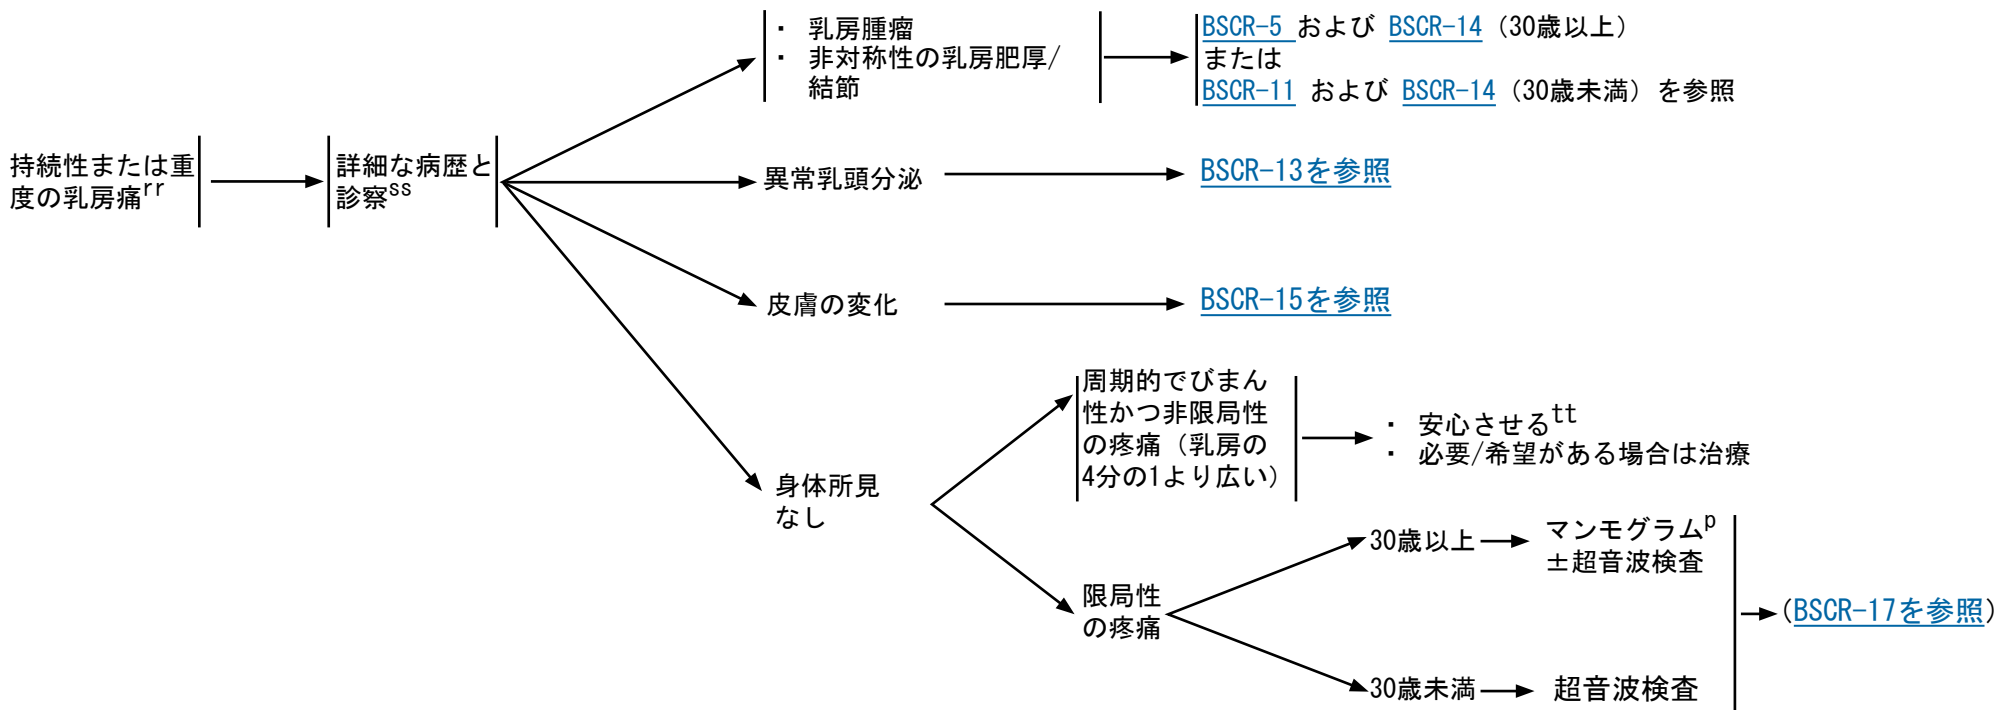 持続性または重
度の乳房痛rr
詳細な病歴と
診察ss
・ 乳房腫瘤
・ 非対称性の乳房肥厚/
結節
BSCR-5 および BSCR-14 (30歳以上)
または
BSCR-11 および BSCR-14 (30歳未満) を参照
異常乳頭分泌
BSCR-13を参照
皮膚の変化
BSCR-15を参照
身体所見
なし
周期的でびまん
性かつ非限局性
の疼痛 (乳房の
4分の1より広い)
・ 安心させるtt
・ 必要/希望がある場合は治療
限局性
の疼痛
30歳以上
マンモグラムp
±超音波検査
30歳未満
超音波検査
(BSCR-17を参照)